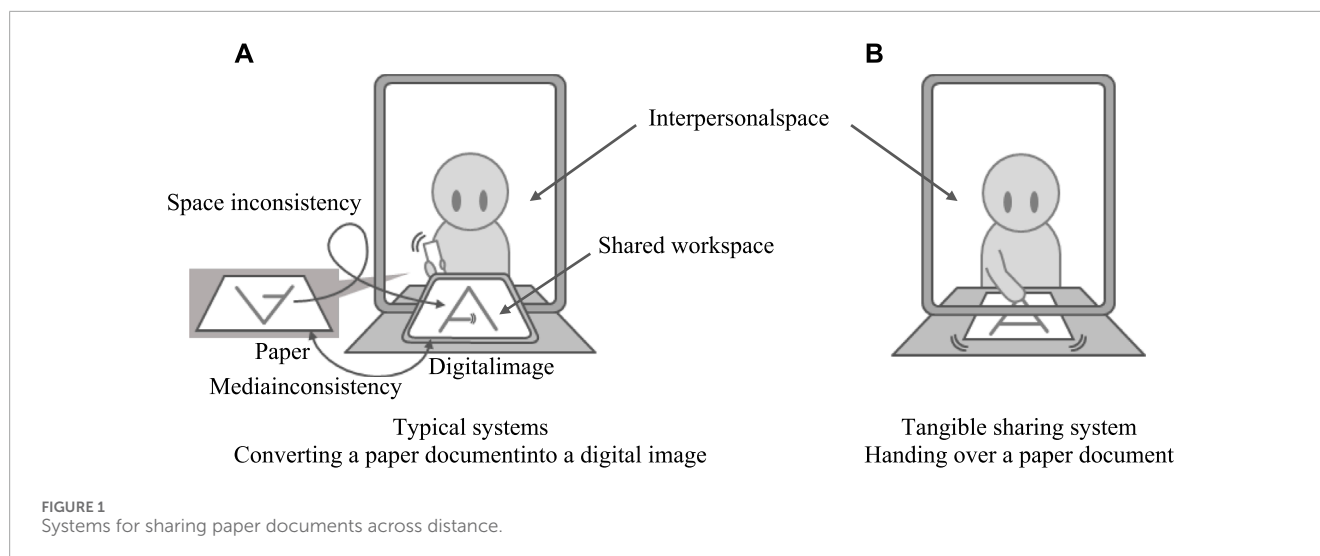 A
B
Interpersonalspace
Space inconsistency
Shared workspace
Paper
Digitalimage
Mediainconsistency
Typical systems
Converting a paper documentinto a digital image
Tangible sharing system
Handing over a paper document
FIGURE 1
Systems for sharing paper documents across distance.